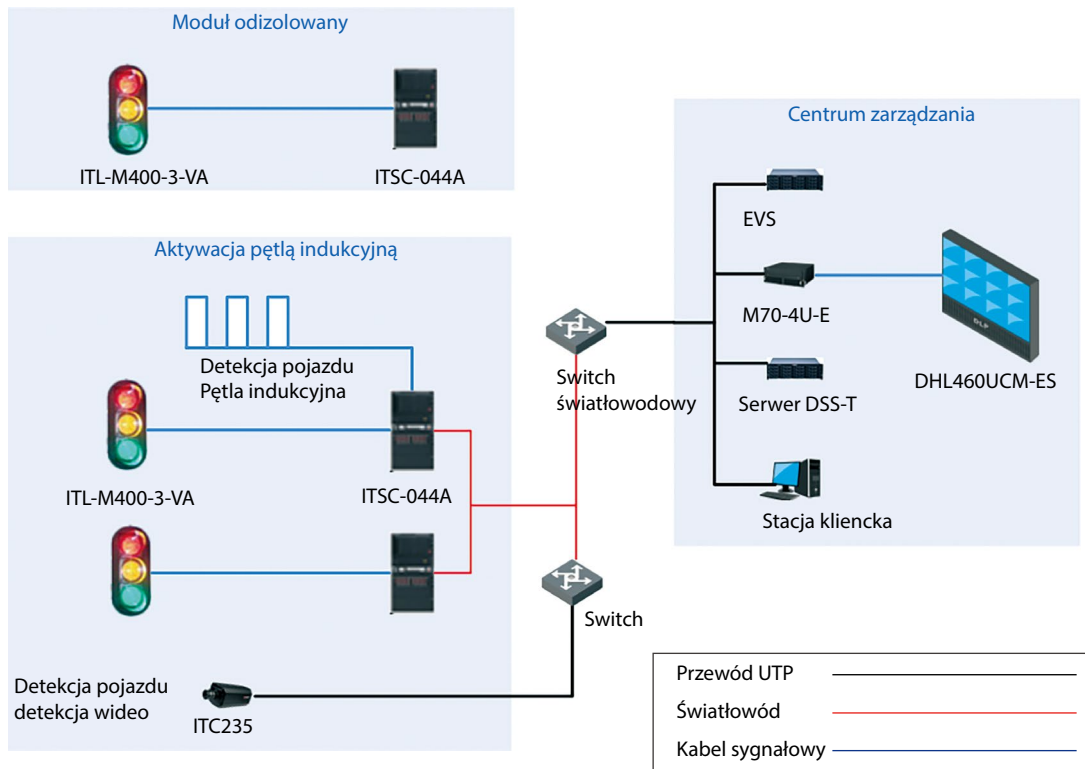 Moduł odizolowany
ITL-M400-3-VA
ITSC-044A
Aktywacja pętlą indukcyjną
Detekcja pojazdu
Pętla indukcyjna
ITL-M400-3-VA
ITSC-044A
Detekcja pojazdu
detekcja wideo
ITC235
Switch
światłowodowy
Switch
Centrum zarządzania
EVS
M70-4U-E
DLP
DHL460UCM-ES
Serwer DSS-T
Stacja kliencka
Przewód UTP
Światłowód
Kabel sygnałowy